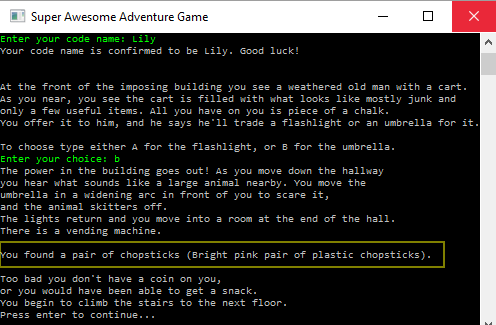 Super Awesome Adventure Game
Enter your code name: Lily
Your code name is confirmed to be Lily. Good luck!
At the front of the imposing building you see a weathered old man with a cart.
As you near, you see the cart is filled with what looks like mostly junk and
only a few useful items. All you have on you is piece of a chalk.
You offer it to him, and he says he'll trade a flashlight or an umbrella for it.
To choose type either A for the flashlight, or B for the umbrella.
Enter your choice: b
The power in the building goes out! As you move down the hallway
you hear what sounds like a large animal nearby. You move the
umbrella in a widening arc in front of you to scare it,
and the animal skitters off.
The lights return and you move into a room at the end of the hall.
There is a vending machine.
You found a pair of chopsticks (Bright pink pair of plastic chopsticks).
Too bad you don't have a coin on you,
or you would have been able to get a snack.
You begin to climb the stairs to the next floor.
Press enter to continue...